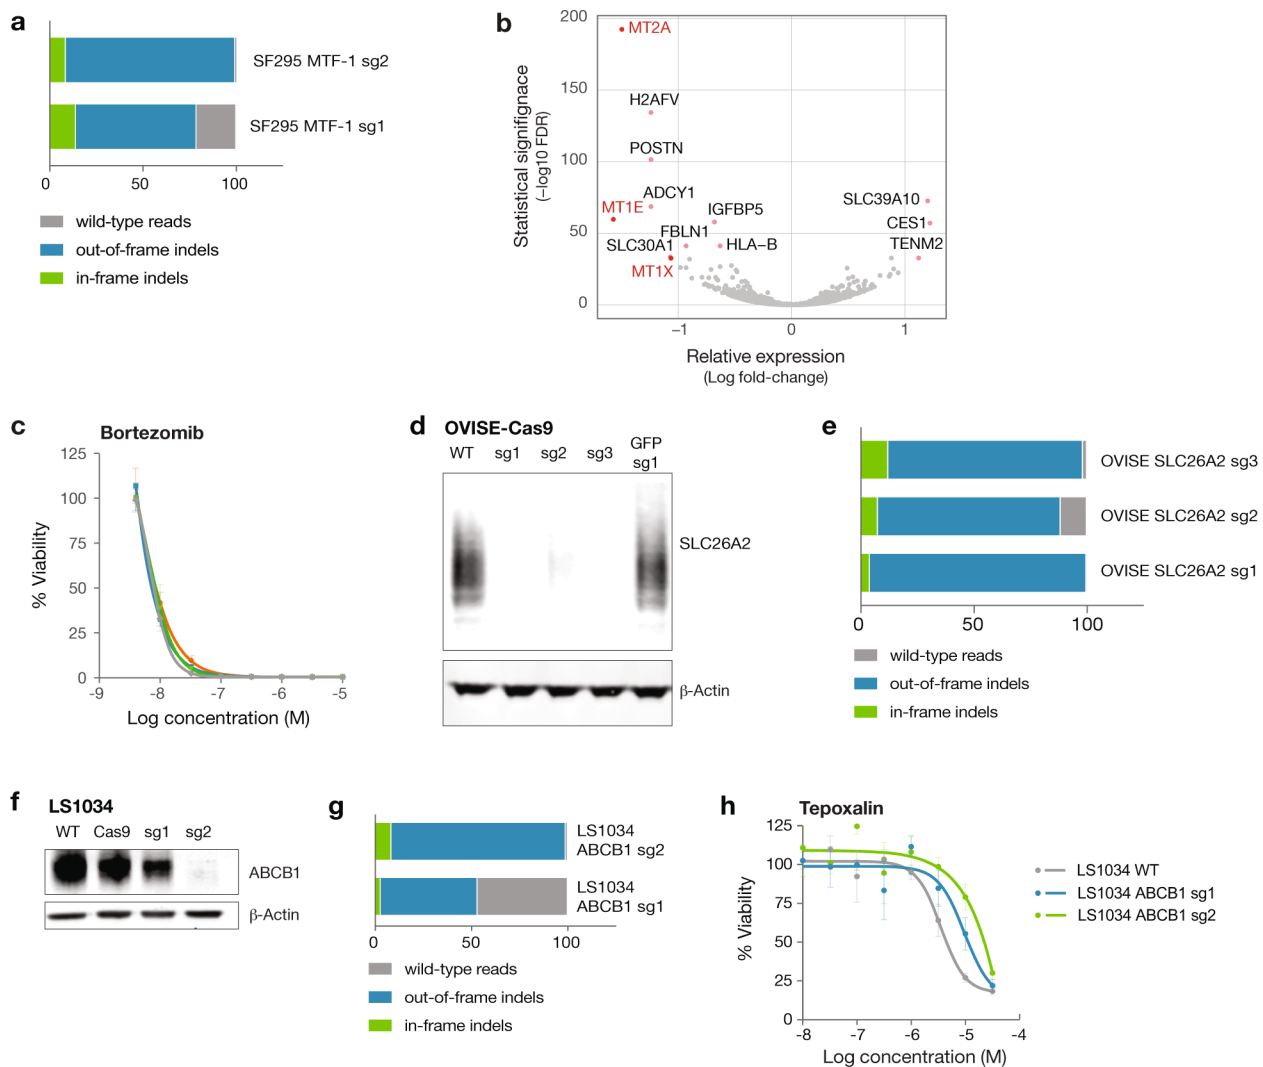 a
SF295 MTF-1 sg2
SF295 MTF-1 sg1
0
50
100
wild-type reads
out-of-frame indels
in-frame indels
b
Statistical signifignace
(−log10 FDR)
200
150
100
50
0
MT2A
H2AFV
POSTN
ADCY1
MT1E
IGFBP5
FBLN1
SLC30A1
HLA−B
MT1X
SLC39A10
CES1
TENM2
−1
0
1
Relative expression
(Log fold-change)
c
Bortezomib
% Viability
125
100
75
50
25
0
-9
-8
-7
-6
-5
Log concentration (M)
d
OVISE-Cas9
WT
sg1
sg2
sg3
GFP
sg1
SLC26A2
β-Actin
e
OVISE SLC26A2 sg3
OVISE SLC26A2 sg2
OVISE SLC26A2 sg1
0
50
100
wild-type reads
out-of-frame indels
in-frame indels
f
LS1034
WT
Cas9
sg1
sg2
ABCB1
β-Actin
g
LS1034
ABCB1 sg2
LS1034
ABCB1 sg1
0
50
100
wild-type reads
out-of-frame indels
in-frame indels
h
Tepoxalin
% Viability
125
100
75
50
25
0
-8
-7
-6
-5
-4
Log concentration (M)
LS1034 WT
LS1034 ABCB1 sg1
LS1034 ABCB1 sg2